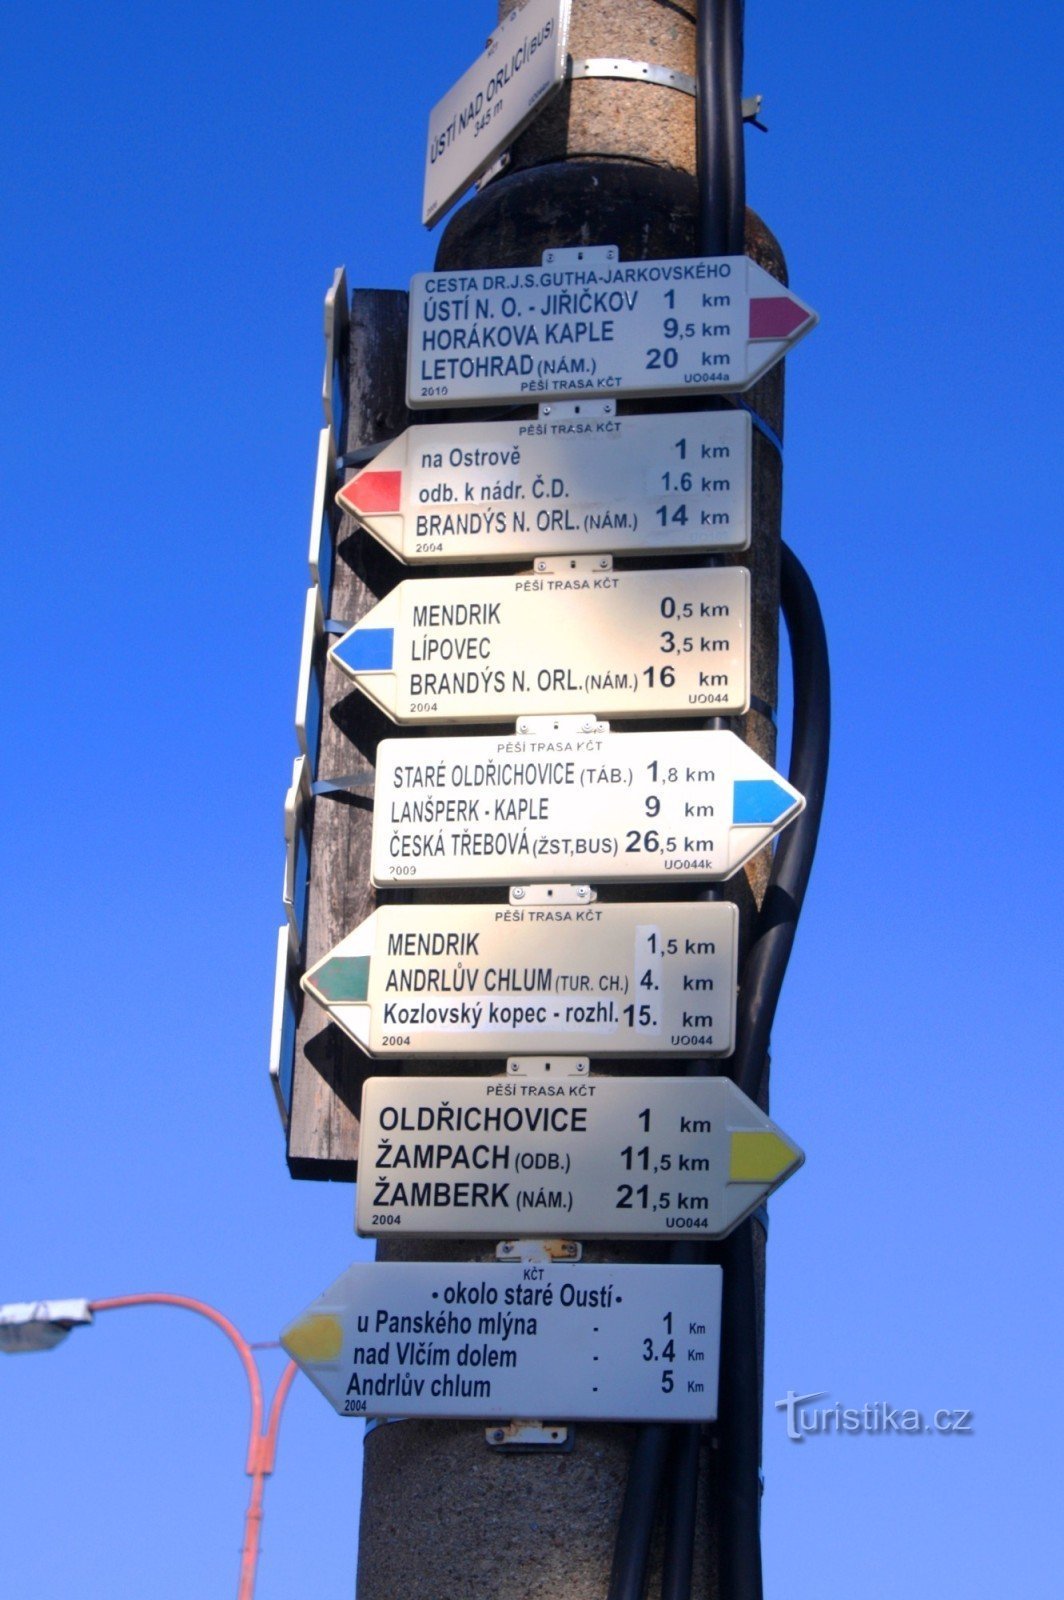 KČT
ÚSTÍ NAD ORLICÍ (BUS)
345 m
CESTA DR.J.S.GUTHA-JARKOVSKÉHO
ÚSTÍ N. O. - JIŘIČKOV 1 km
HORÁKOVA KAPLE 9,5 km
LETOHRAD (NÁM.) 20 km
2010 PĚŠÍ TRASA KČT UO044a
PĚŠÍ TRASA KČT
na Ostrově 1 km
odb. k nádr. Č.D. 1.6 km
BRANDÝS N. ORL. (NÁM.) 14 km
2004
PĚŠÍ TRASA KČT
MENDRIK 0,5 km
LÍPOVEC 3,5 km
BRANDÝS N. ORL. (NÁM.) 16 km
2004 UO044
PĚŠÍ TRASA KČT
STARÉ OLDŘICHOVICE (TÁB.) 1,8 km
LANŠPERK - KAPLE 9 km
ČESKÁ TŘEBOVÁ (ŽST,BUS) 26,5 km
2009 UO044k
PĚŠÍ TRASA KČT
MENDRIK 1,5 km
ANDRLŮV CHLUM (TUR. CH.) 4. km
Kozlovský kopec - rozhl. 15. km
2004 UO044
PĚŠÍ TRASA KČT
OLDŘICHOVICE 1 km
ŽAMPACH (ODB.) 11,5 km
ŽAMBERK (NÁM.) 21,5 km
2004 UO044
KČT
• okolo staré Oustí •
u Panského mlýna - 1 Km
nad Vlčím dolem - 3.4 Km
Andrlův chlum - 5 Km
2004
Turistika.cz